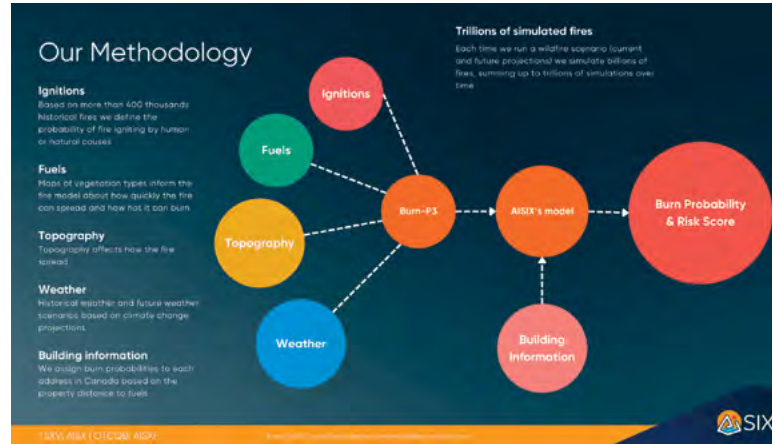 Our Methodology
Ignitions
Based on more than 400 thousands
historical fires we define the
probability of fire igniting by human
or natural causes
Fuels
Maps of vegetation types inform the
fire model about how quickly the fire
can spread and how hot it can burn
Topography
Topography affects how the fire
spread
Weather
Historical weather and future weather
scenarios based on climate change
projections
Building information
We assign burn probabilities to each
address in Canada based on the
property distance to fuels
Trillions of simulated fires
Each time we run a wildfire scenario (current
and future projections) we simulate billions of
fires, summing up to trillions of simulations over
time
Ignitions
Fuels
Topography
Weather
Burn-P3
AISIX's model
Building
Information
Burn Probability
& Risk Score
TSXV: AISX | OTCQB: AISXF
SIX